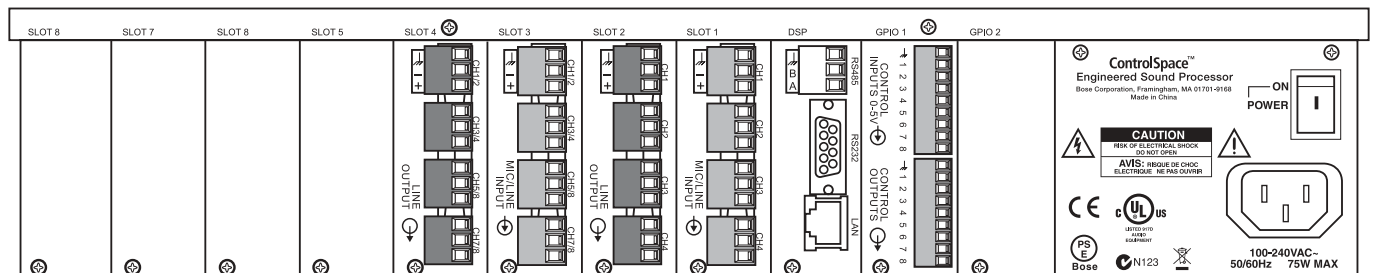 SLOT 8
SLOT 7
SLOT 8
SLOT 5
SLOT 4
SLOT 3
SLOT 2
SLOT 1
DSP
GPIO 1
GPIO 2
+ -
CH1/2
CH3/4
CH5/8
CH7/8
LINE
OUTPUT
+ -
CH1/2
CH3/4
CH5/8
CH7/8
MIC/LINE
INPUT
+ -
CH1
CH2
CH3
CH4
LINE
OUTPUT
+ -
CH1
CH2
CH3
CH4
MIC/LINE
INPUT
A B
RS485
RS232
LAN
1 2 3 4 5 6 7 8
CONTROL
INPUTS 0-5V
1 2 3 4 5 6 7 8
CONTROL
OUTPUTS
ControlSpace™
Engineered Sound Processor
Bose Corporation, Framingham, MA 01701-9168
Made in China
ON
POWER
I
CAUTION
RISK OF ELECTRICAL SHOCK
DO NOT OPEN
AVIS: RISQUE DE CHOC
ELECTRIQUE NE PAS OUVRIR
CE
C UL US
LISTED 917D
AUDIO
EQUIPMENT
PS
E
Bose
N123
100-240VAC~
50/60Hz 75W MAX